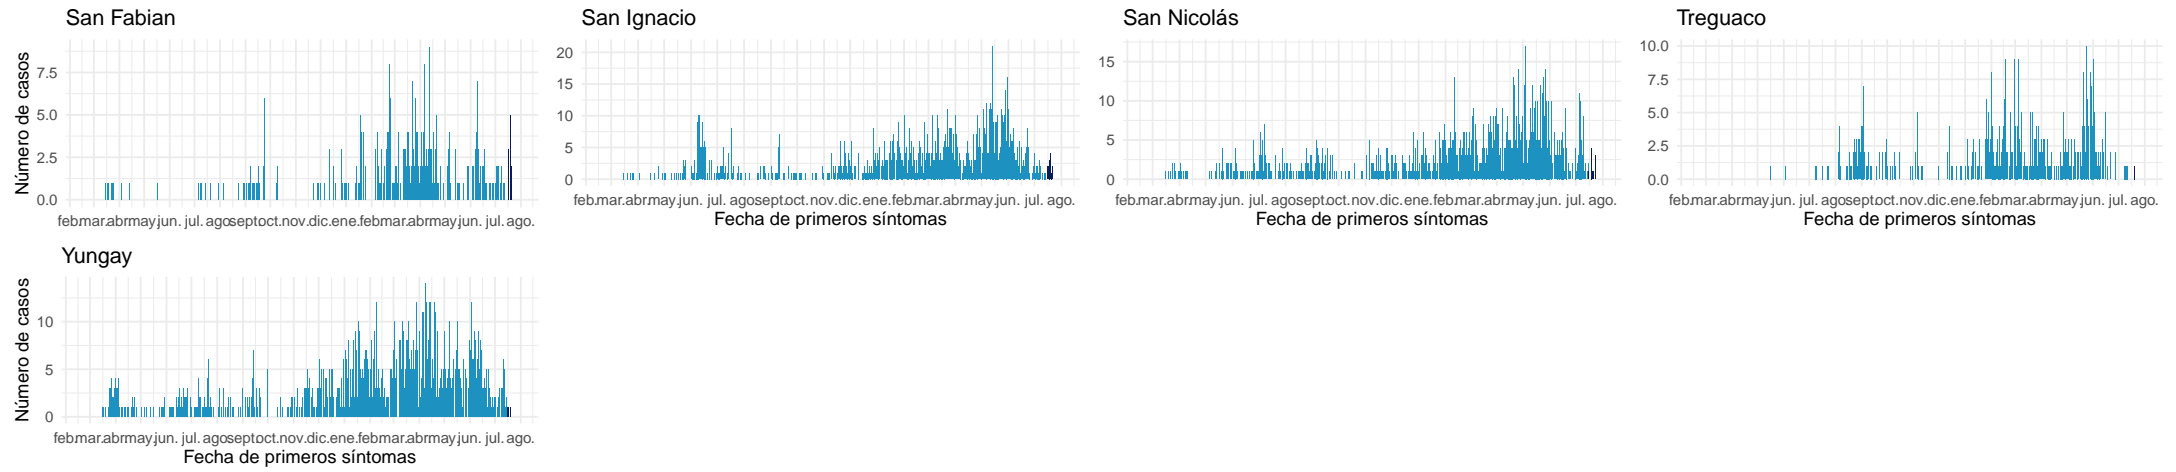 San Fabian
San Ignacio
San Nicolás
Treguaco
Número de casos
7.5
5.0
2.5
0.0
feb.mar.abr.may.jun. jul. ago.sept.oct.nov.dic.ene.feb.mar.abr.may.jun. jul. ago.
20
15
10
5
0
feb.mar.abr.may.jun. jul. ago.sept.oct.nov.dic.ene.feb.mar.abr.may.jun. jul. ago.
Fecha de primeros síntomas
15
10
5
0
feb.mar.abr.may.jun. jul. ago.sept.oct.nov.dic.ene.feb.mar.abr.may.jun. jul. ago.
Fecha de primeros síntomas
10.0
7.5
5.0
2.5
0.0
feb.mar.abr.may.jun. jul. ago.sept.oct.nov.dic.ene.feb.mar.abr.may.jun. jul. ago.
Fecha de primeros síntomas
Yungay
Número de casos
10
5
0
feb.mar.abr.may.jun. jul. ago.sept.oct.nov.dic.ene.feb.mar.abr.may.jun. jul. ago.
Fecha de primeros síntomas